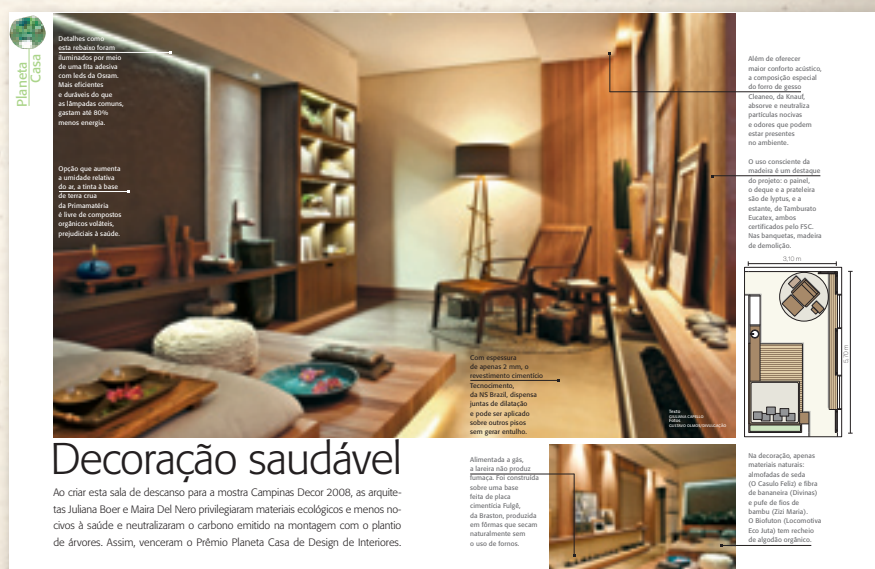 Planeta
Casa
Detalhes como
esta rebaixo foram
iluminados por meio
de uma fita adesiva
com leds da Osram.
Mais eficientes
e duráveis do que
as lâmpadas comuns,
gastam até 80%
menos energia.
Opção que aumenta
a umidade relativa
do ar, a tinta à base
de terra crua
da Primamatéria
é livre de compostos
orgânicos voláteis,
prejudiciais à saúde.
Além de oferecer
maior conforto acústico,
a composição especial
do forro de gesso
Cleaneo, da Knauf,
absorve e neutraliza
partículas nocivas
e odores que podem
estar presentes
no ambiente.
O uso consciente da
madeira é um destaque
do projeto: o painel,
o deque e a prateleira
são de lyptus, e a
estante, de Tamburato
Eucatex, ambos
certificados pelo FSC.
Nas banquetas, madeira
de demolição.
3,10 m
5,70 m
Com espessura
de apenas 2 mm, o
revestimento cimentício
Tecnocimento,
da NS Brazil, dispensa
juntas de dilatação
e pode ser aplicado
sobre outros pisos
sem gerar entulho.
Texto
GIULIANA CAPELLO
Fotos
GUSTAVO OLMOS/DIVULGAÇÃO
Decoração saudável
Ao criar esta sala de descanso para a mostra Campinas Decor 2008, as arquite-
tas Juliana Boer e Maira Del Nero privilegiaram materiais ecológicos e menos no-
civos à saúde e neutralizaram o carbono emitido na montagem com o plantio
de árvores. Assim, venceram o Prêmio Planeta Casa de Design de Interiores.
Alimentada a gás,
a lareira não produz
fumaça. Foi construída
sobre uma base
feita de placa
cimentícia Fulgê,
da Braston, produzida
em fôrmas que secam
naturalmente sem
o uso de fornos.
Na decoração, apenas
materiais naturais:
almofadas de seda
(O Casulo Feliz) e fibra
de bananeira (Divinas)
e pufe de fios de
bambu (Zizi Maria).
O Biofuton (Locomotiva
Eco Juta) tem recheio
de algodão orgânico.